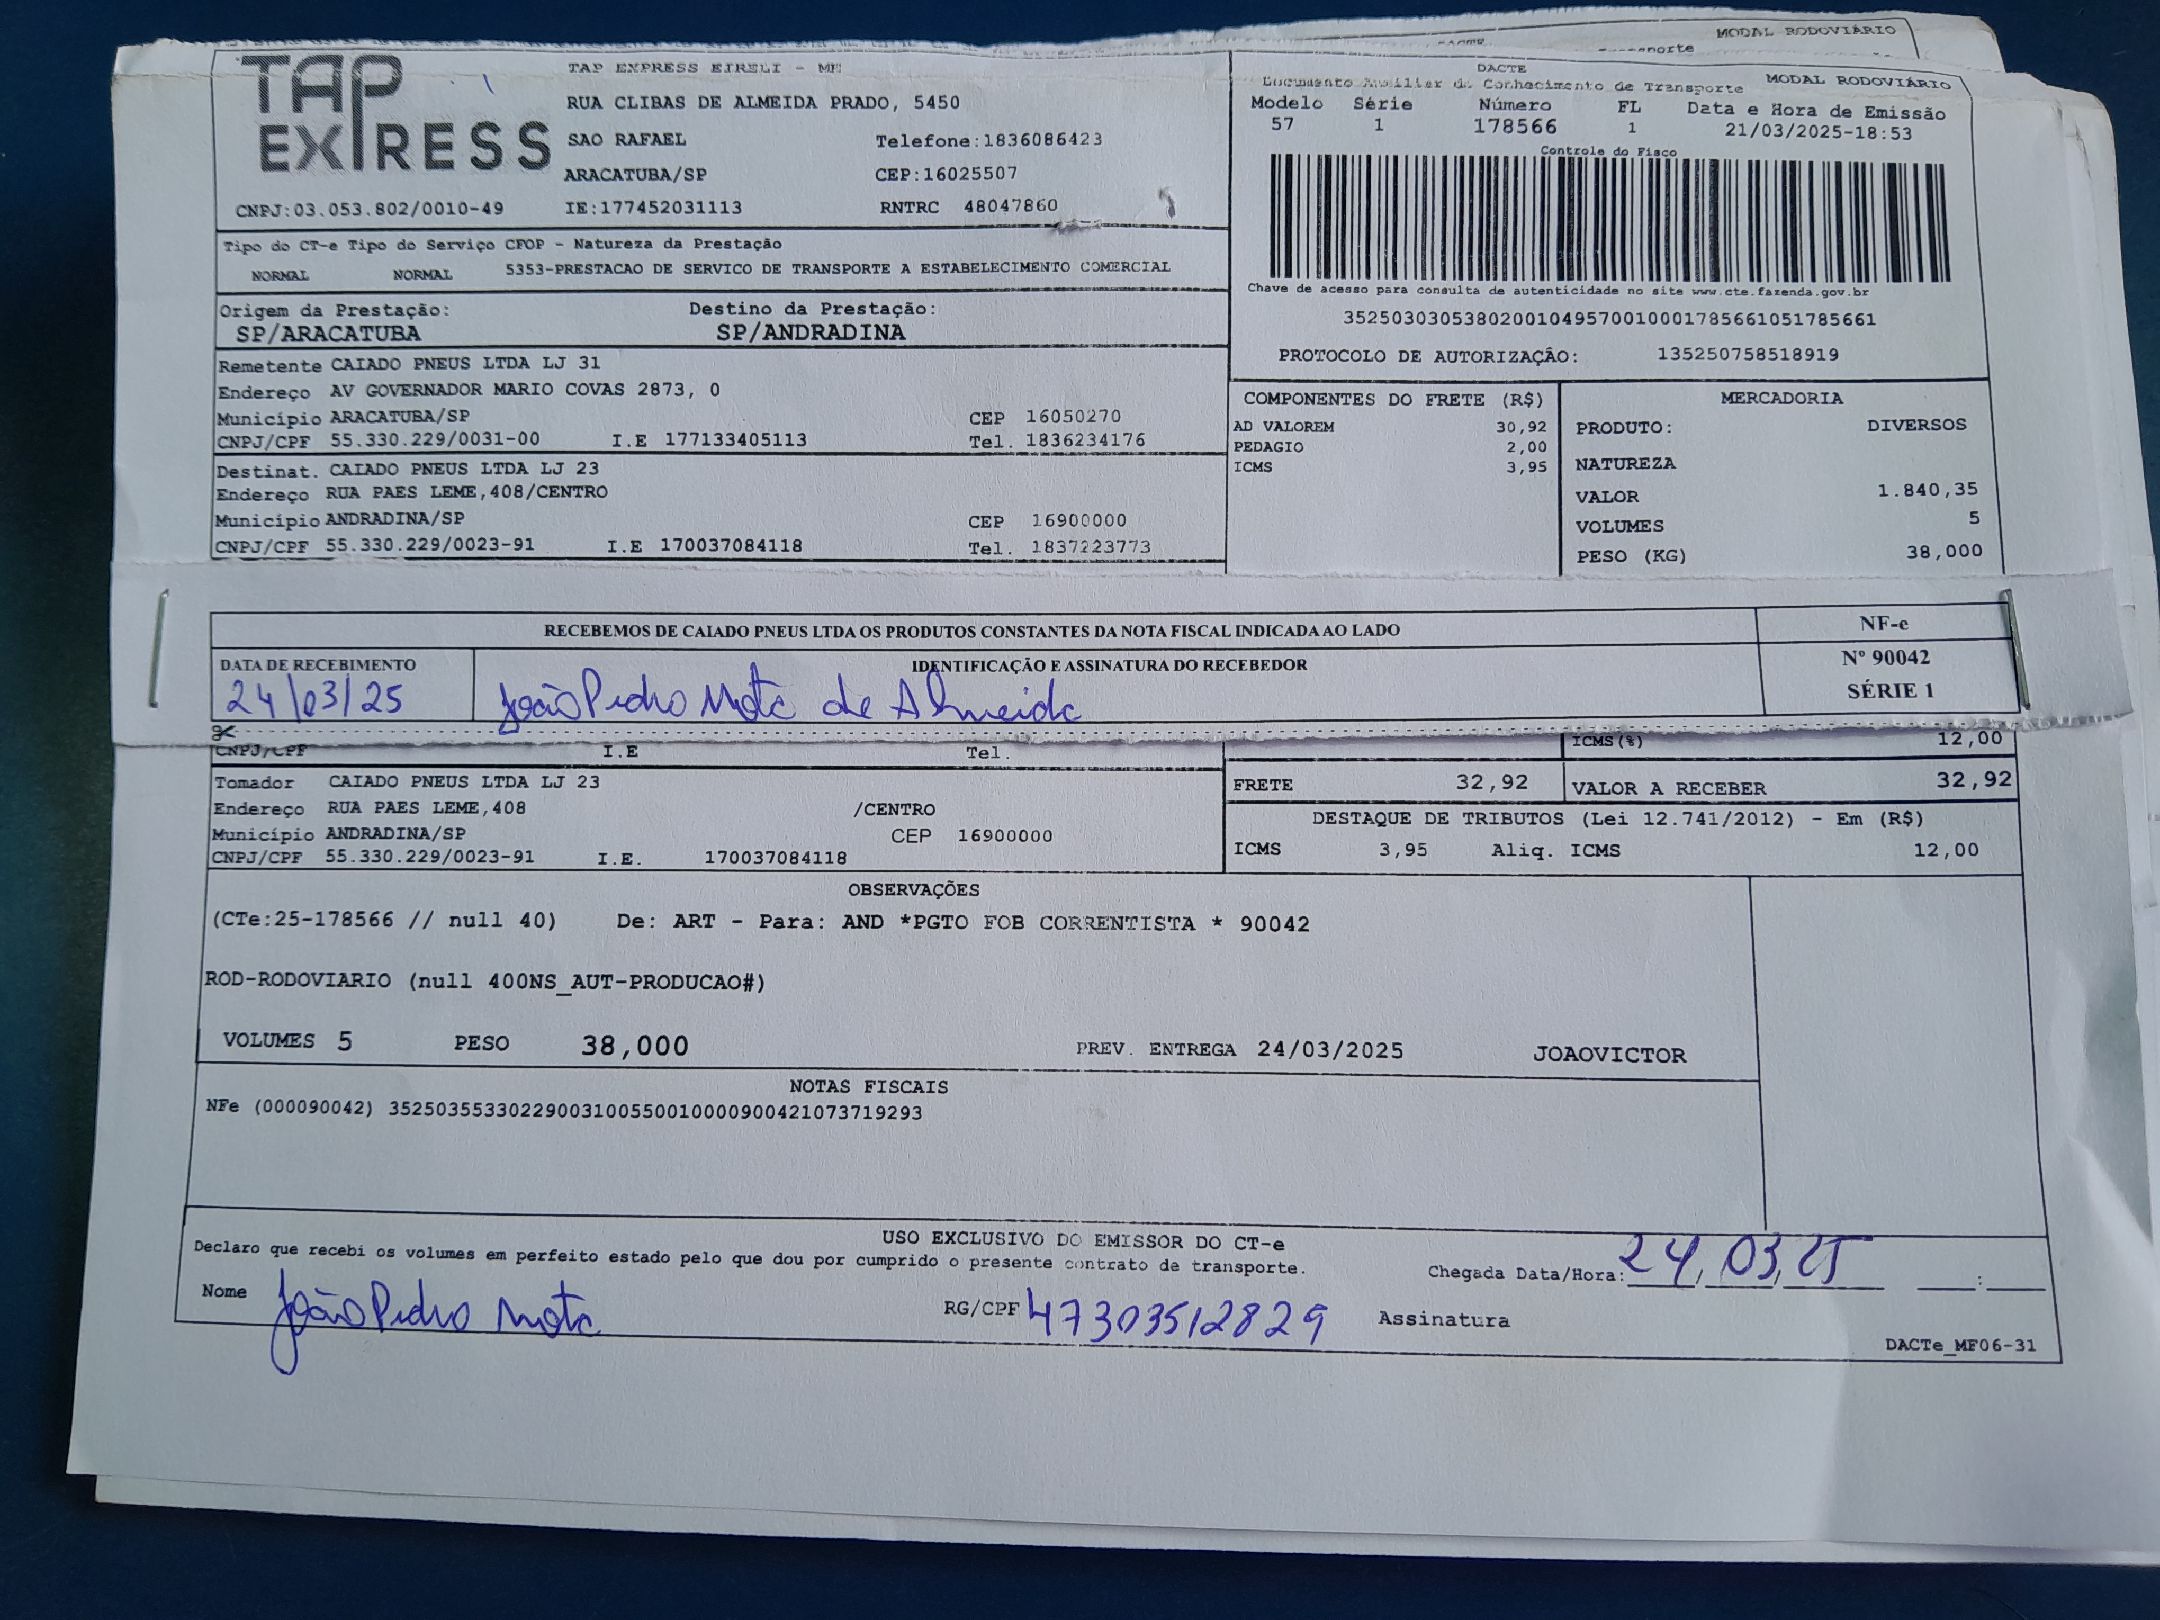 MODAL RODOVIÁRIO
TAP EXPRESS
TAP EXPRESS EIRELI - ME
RUA CLIBAS DE ALMEIDA PRADO, 5450
SAO RAFAEL Telefone:1836086423
ARACATUBA/SP CEP:16025507
CNPJ:03.053.802/0010-49 IE:177452031113 RNTRC 48047860
DACTE
Documento Auxiliar do Conhecimento de Transporte MODAL RODOVIÁRIO
Modelo Série Número FL Data e Hora de Emissão
57 1 178566 1 21/03/2025-18:53
Controle do Fisco
Chave de acesso para consulta de autenticidade no site www.cte.fazenda.gov.br
35250303053802001049570010001785661051785661
PROTOCOLO DE AUTORIZAÇÃO: 135250758518919
Tipo do CT-e Tipo do Serviço CFOP - Natureza da Prestação
NORMAL NORMAL 5353-PRESTACAO DE SERVICO DE TRANSPORTE A ESTABELECIMENTO COMERCIAL
Origem da Prestação: Destino da Prestação:
SP/ARACATUBA SP/ANDRADINA
Remetente CAIADO PNEUS LTDA LJ 31
Endereço AV GOVERNADOR MARIO COVAS 2873, 0
Município ARACATUBA/SP CEP 16050270
CNPJ/CPF 55.330.229/0031-00 I.E 177133405113 Tel. 1836234176
Destinat. CAIADO PNEUS LTDA LJ 23
Endereço RUA PAES LEME,408/CENTRO
Município ANDRADINA/SP CEP 16900000
CNPJ/CPF 55.330.229/0023-91 I.E 170037084118 Tel. 1837223773
COMPONENTES DO FRETE (R$)
AD VALOREM 30,92
PEDAGIO 2,00
ICMS 3,95
MERCADORIA
PRODUTO: DIVERSOS
NATUREZA
VALOR 1.840,35
VOLUMES 5
PESO (KG) 38,000
RECEBEMOS DE CAIADO PNEUS LTDA OS PRODUTOS CONSTANTES DA NOTA FISCAL INDICADA AO LADO
NF-e
Nº 90042
SÉRIE 1
DATA DE RECEBIMENTO IDENTIFICAÇÃO E ASSINATURA DO RECEBEDOR
24/03/25 João Pedro Mota de Almeida
CNPJ/CPF I.E Tel.
ICMS(%) 12,00
Tomador CAIADO PNEUS LTDA LJ 23
Endereço RUA PAES LEME,408 /CENTRO
Município ANDRADINA/SP CEP 16900000
CNPJ/CPF 55.330.229/0023-91 I.E. 170037084118
FRETE 32,92 VALOR A RECEBER 32,92
DESTAQUE DE TRIBUTOS (Lei 12.741/2012) - Em (R$)
ICMS 3,95 Aliq. ICMS 12,00
OBSERVAÇÕES
(CTe:25-178566 // null 40) De: ART - Para: AND *PGTO FOB CORRENTISTA * 90042
ROD-RODOVIARIO (null 400NS_AUT-PRODUCAO#)
VOLUMES 5 PESO 38,000 PREV. ENTREGA 24/03/2025 JOAOVICTOR
NOTAS FISCAIS
NFe (000090042) 35250355330229003100550010000900421073719293
USO EXCLUSIVO DO EMISSOR DO CT-e
Declaro que recebi os volumes em perfeito estado pelo que dou por cumprido o presente contrato de transporte.
Chegada Data/Hora: 24/03/25 :
Nome João Pedro Mota RG/CPF 47303512829 Assinatura
DACTe_MF06-31